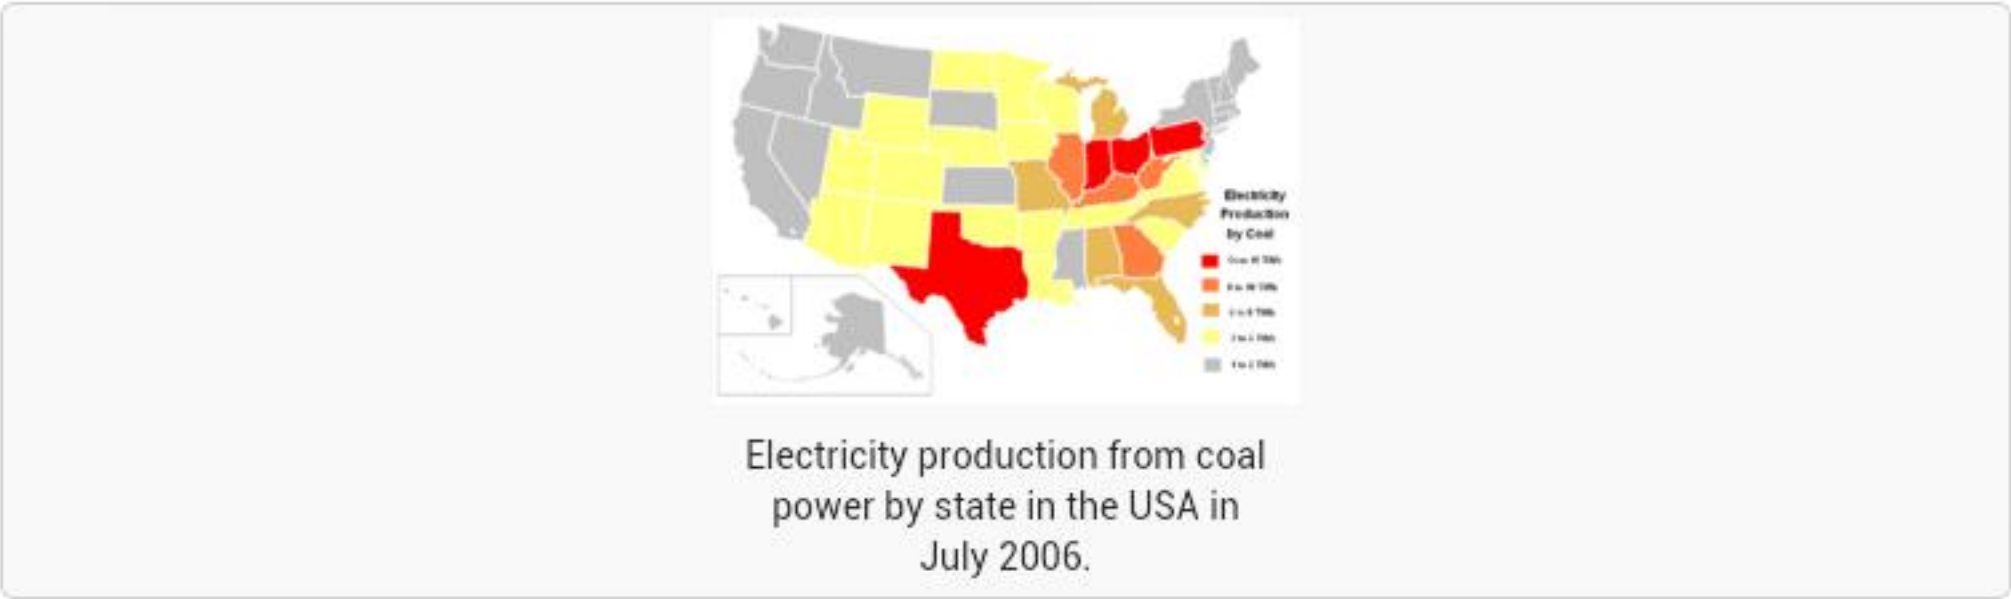 Electricity
Production
by Coal
Electricity production from coal
power by state in the USA in
July 2006.